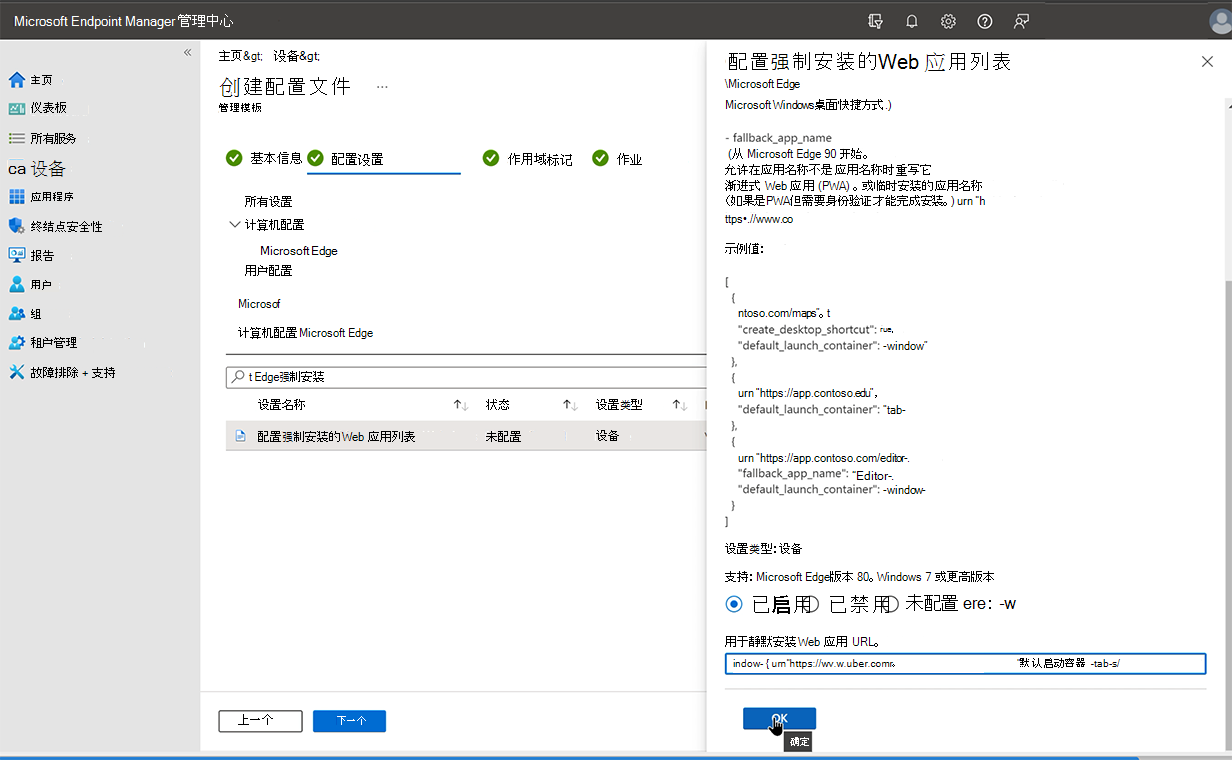 Microsoft Endpoint Manager管理中心
主页&gt; 设备&gt;
创建配置文件 ...
管理模板
主页
仪表板
所有服务
ca 设备
应用程序
终结点安全性
报告
用户
组
租户管理
故障排除 + 支持
基本信息 配置设置 作用域标记 作业
所有设置
计算机配置
Microsoft Edge
用户配置
Microsof
计算机配置 Microsoft Edge
t Edge强制安装
设置名称 状态 设置类型
配置强制安装的Web 应用列表 未配置 设备
上一个 下一个
配置强制安装的Web 应用列表
\Microsoft Edge
Microsoft Windows桌面快捷方式.)
- fallback_app_name
(从 Microsoft Edge 90 开始。
允许在应用名称不是 应用名称时重写它
渐进式 Web 应用 (PWA) 。或临时安装的应用名称
(如果是PWA但需要身份验证才能完成安装。) urn "h
ttps•.//www.co
示例值:
[
{
ntoso.com/maps"。t
"create_desktop_shortcut": rue,
"default_launch_container": -window"
},
{
urn "https://app.contoso.edu",
"default_launch_container": "tab-
},
{
urn "https://app.contoso.com/editor-.
"fallback_app_name": "Editor-.
"default_launch_container": -window-
}
]
设置类型: 设备
支持: Microsoft Edge版本 80。Windows 7 或更高版本
已启用 已禁用 未配置 ere: -w
用于静默安装Web 应用 URL。
indow- { urn"https://wv.w.uber.comr。 "默认启动容器 -tab-s/
OK
确定